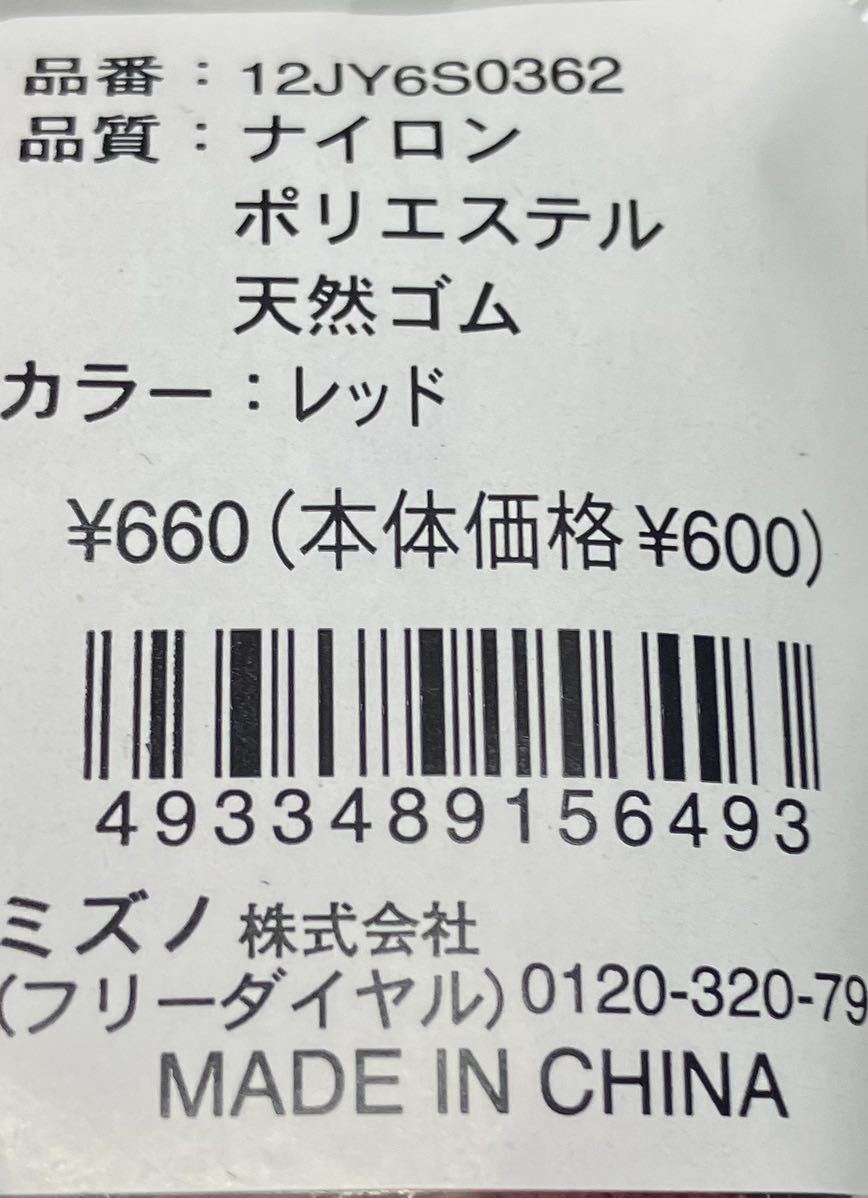 品番：12JY6S0362
品質：ナイロン
ポリエステル
天然ゴム
カラー：レッド
¥660(本体価格¥600)
4933489156493
ミズノ 株式会社
(フリーダイヤル)0120-320-79
MADE IN CHINA